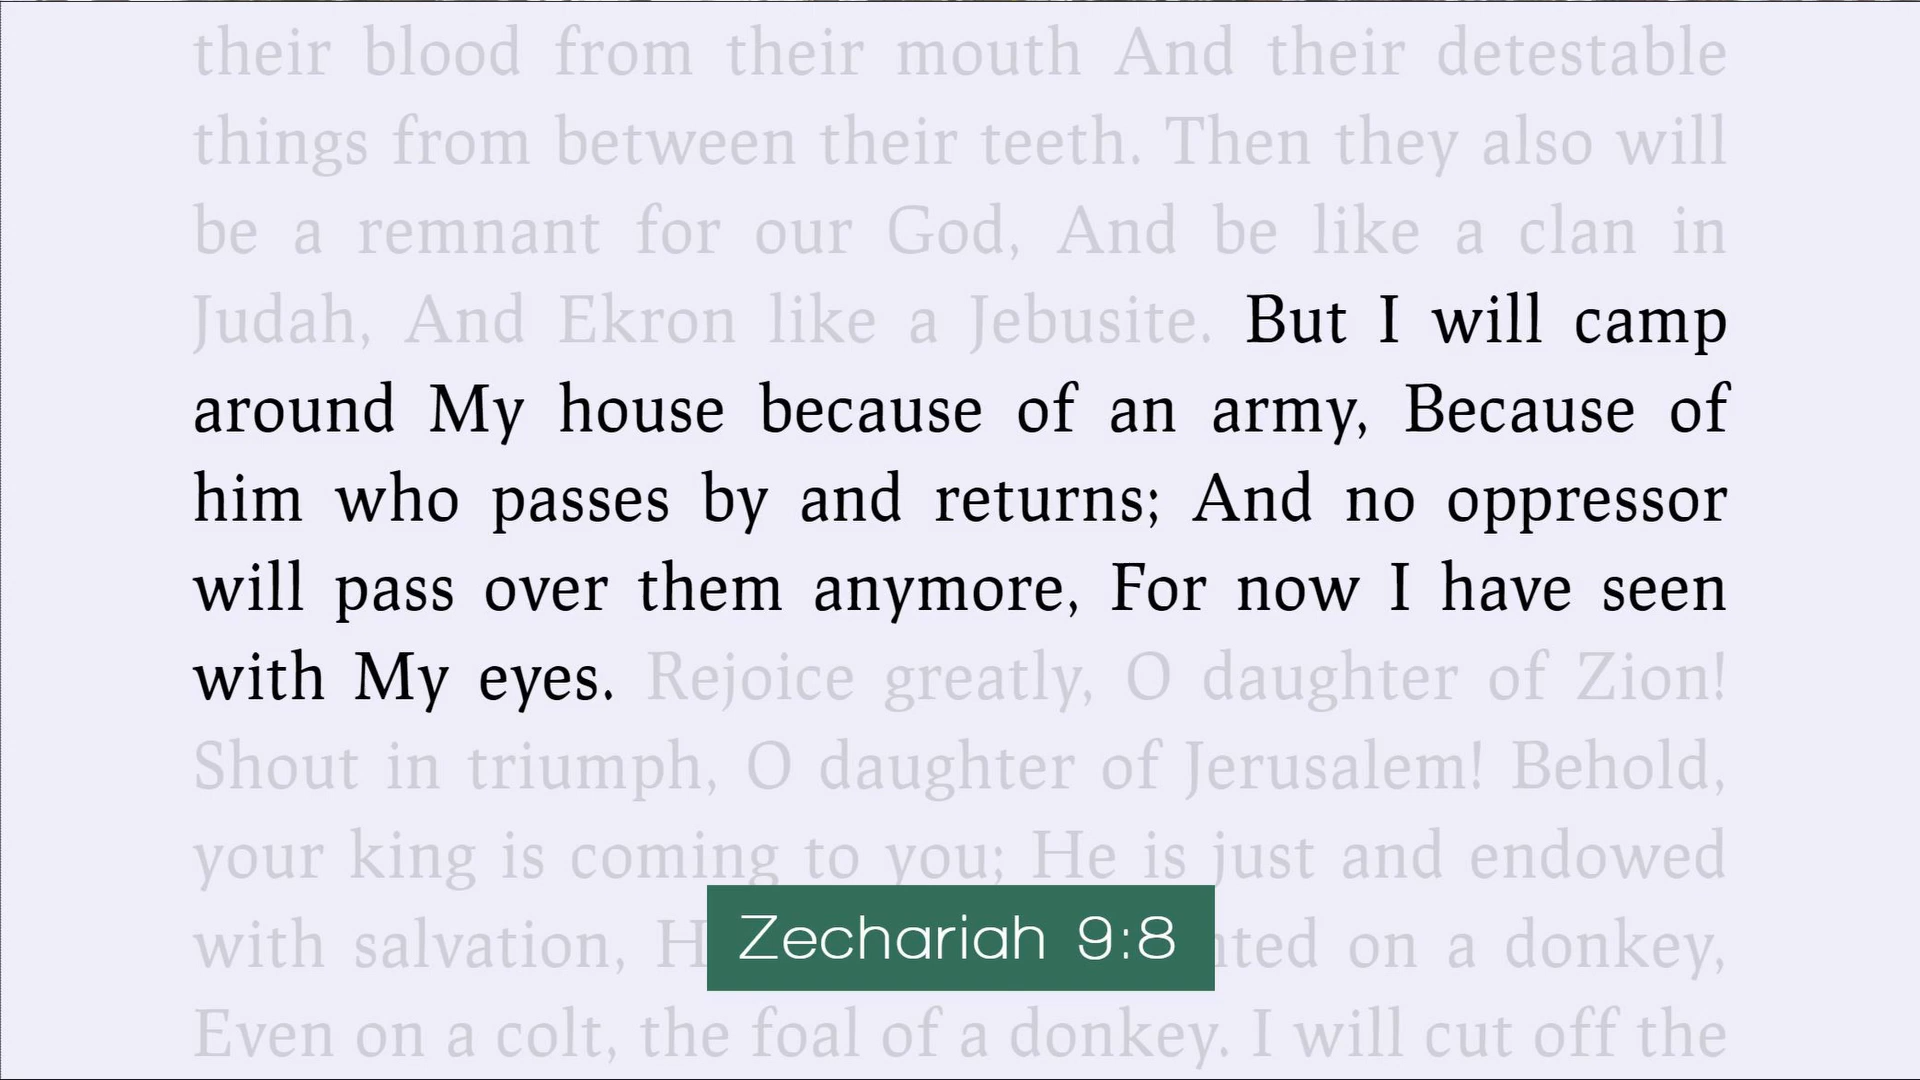 their blood from their mouth And their detestable
things from between their teeth. Then they also will
be a remnant for our God, And be like a clan in
Judah, And Ekron like a Jebusite. But I will camp
around My house because of an army, Because of
him who passes by and returns; And no oppressor
will pass over them anymore, For now I have seen
with My eyes. Rejoice greatly, O daughter of Zion!
Shout in triumph, O daughter of Jerusalem! Behold,
your king is coming to you; He is just and endowed
with salvation, on a donkey,
Zechariah 9:8
Even on a colt, the foal of a donkey. I will cut off the